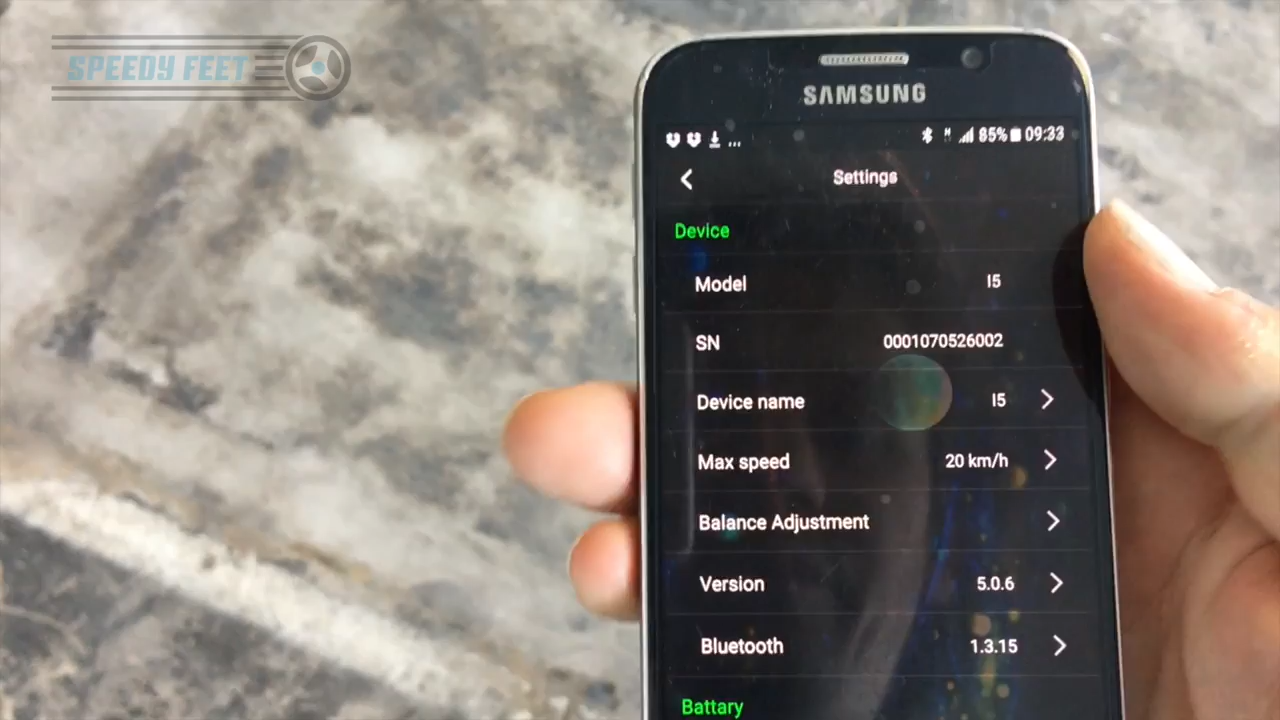 SPEEDY FEET
SAMSUNG
... 85% 09:33
Settings
Device
Model I5
SN 0001070526002
Device name I5
Max speed 20 km/h
Balance Adjustment
Version 5.0.6
Bluetooth 1.3.15
Battary